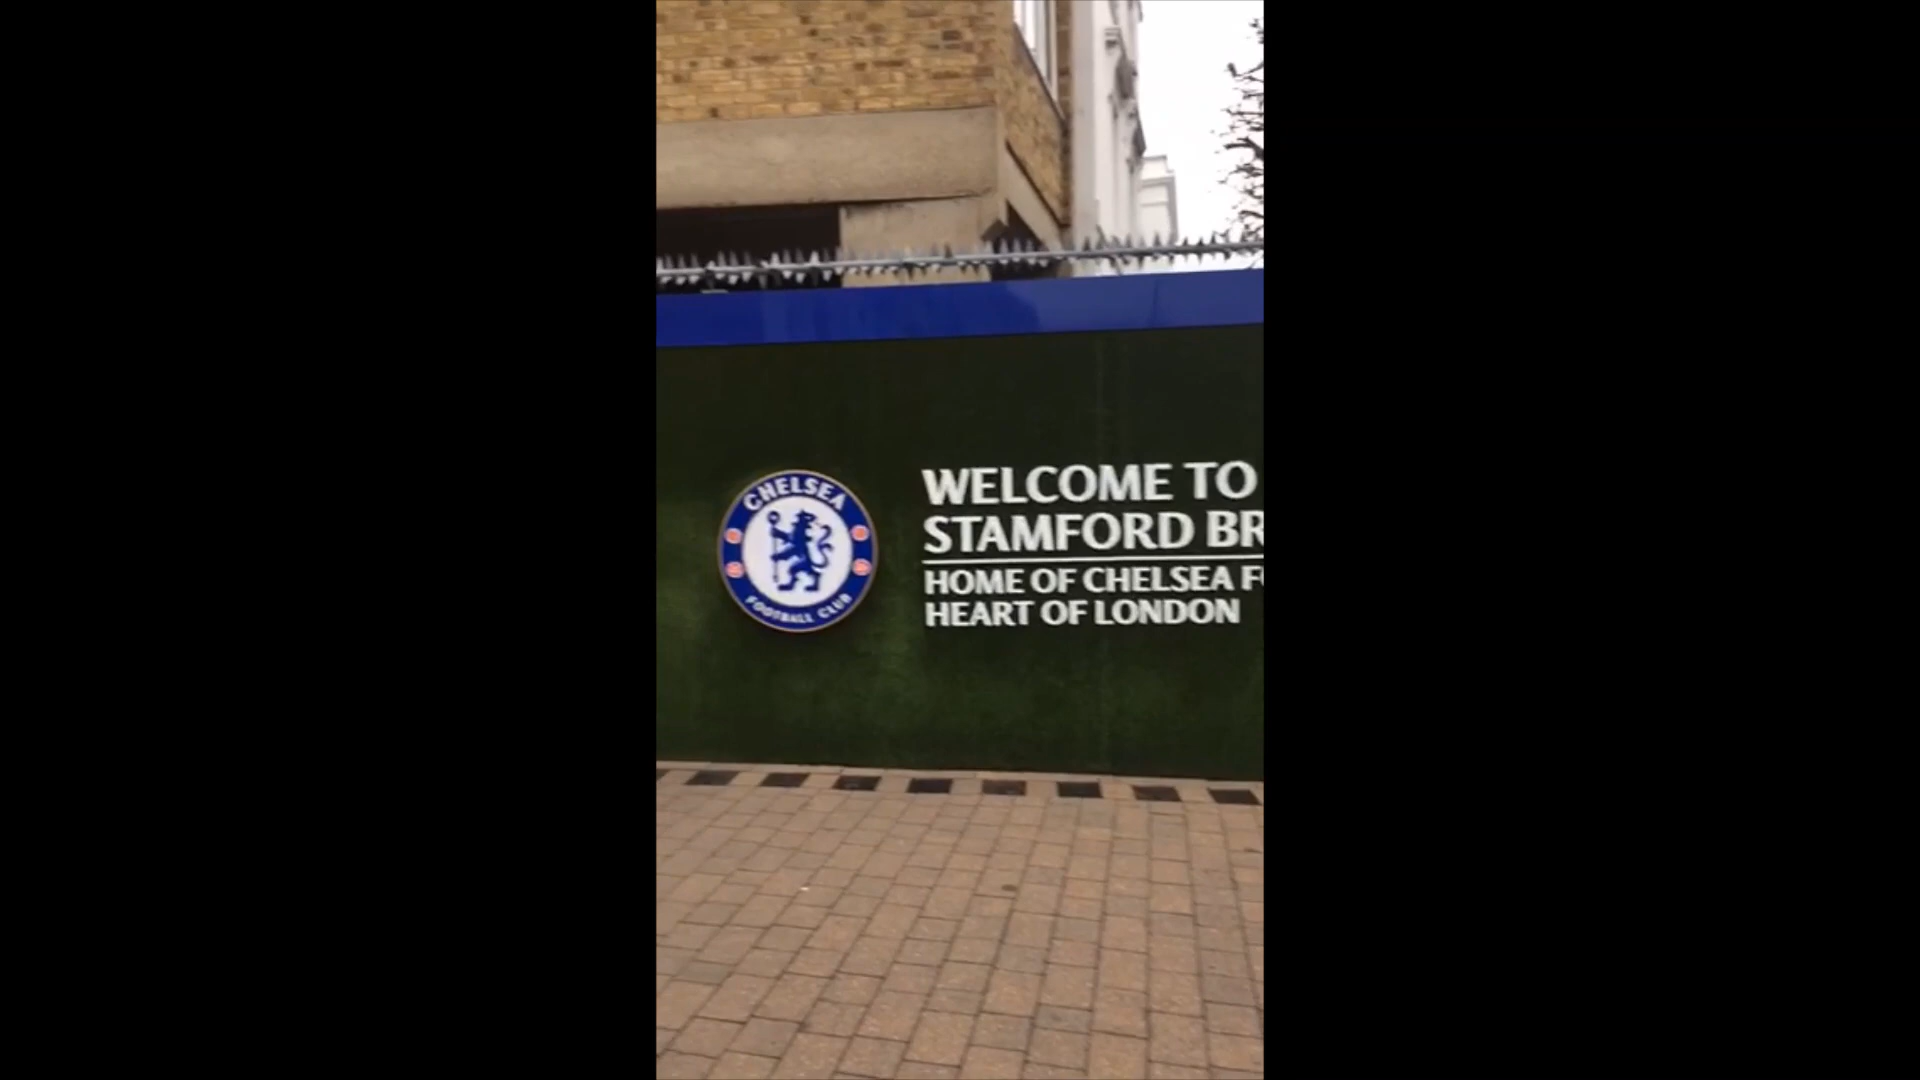 CHELSEA
FOOTBALL CLUB
WELCOME TO
STAMFORD BR
HOME OF CHELSEA F
HEART OF LONDON